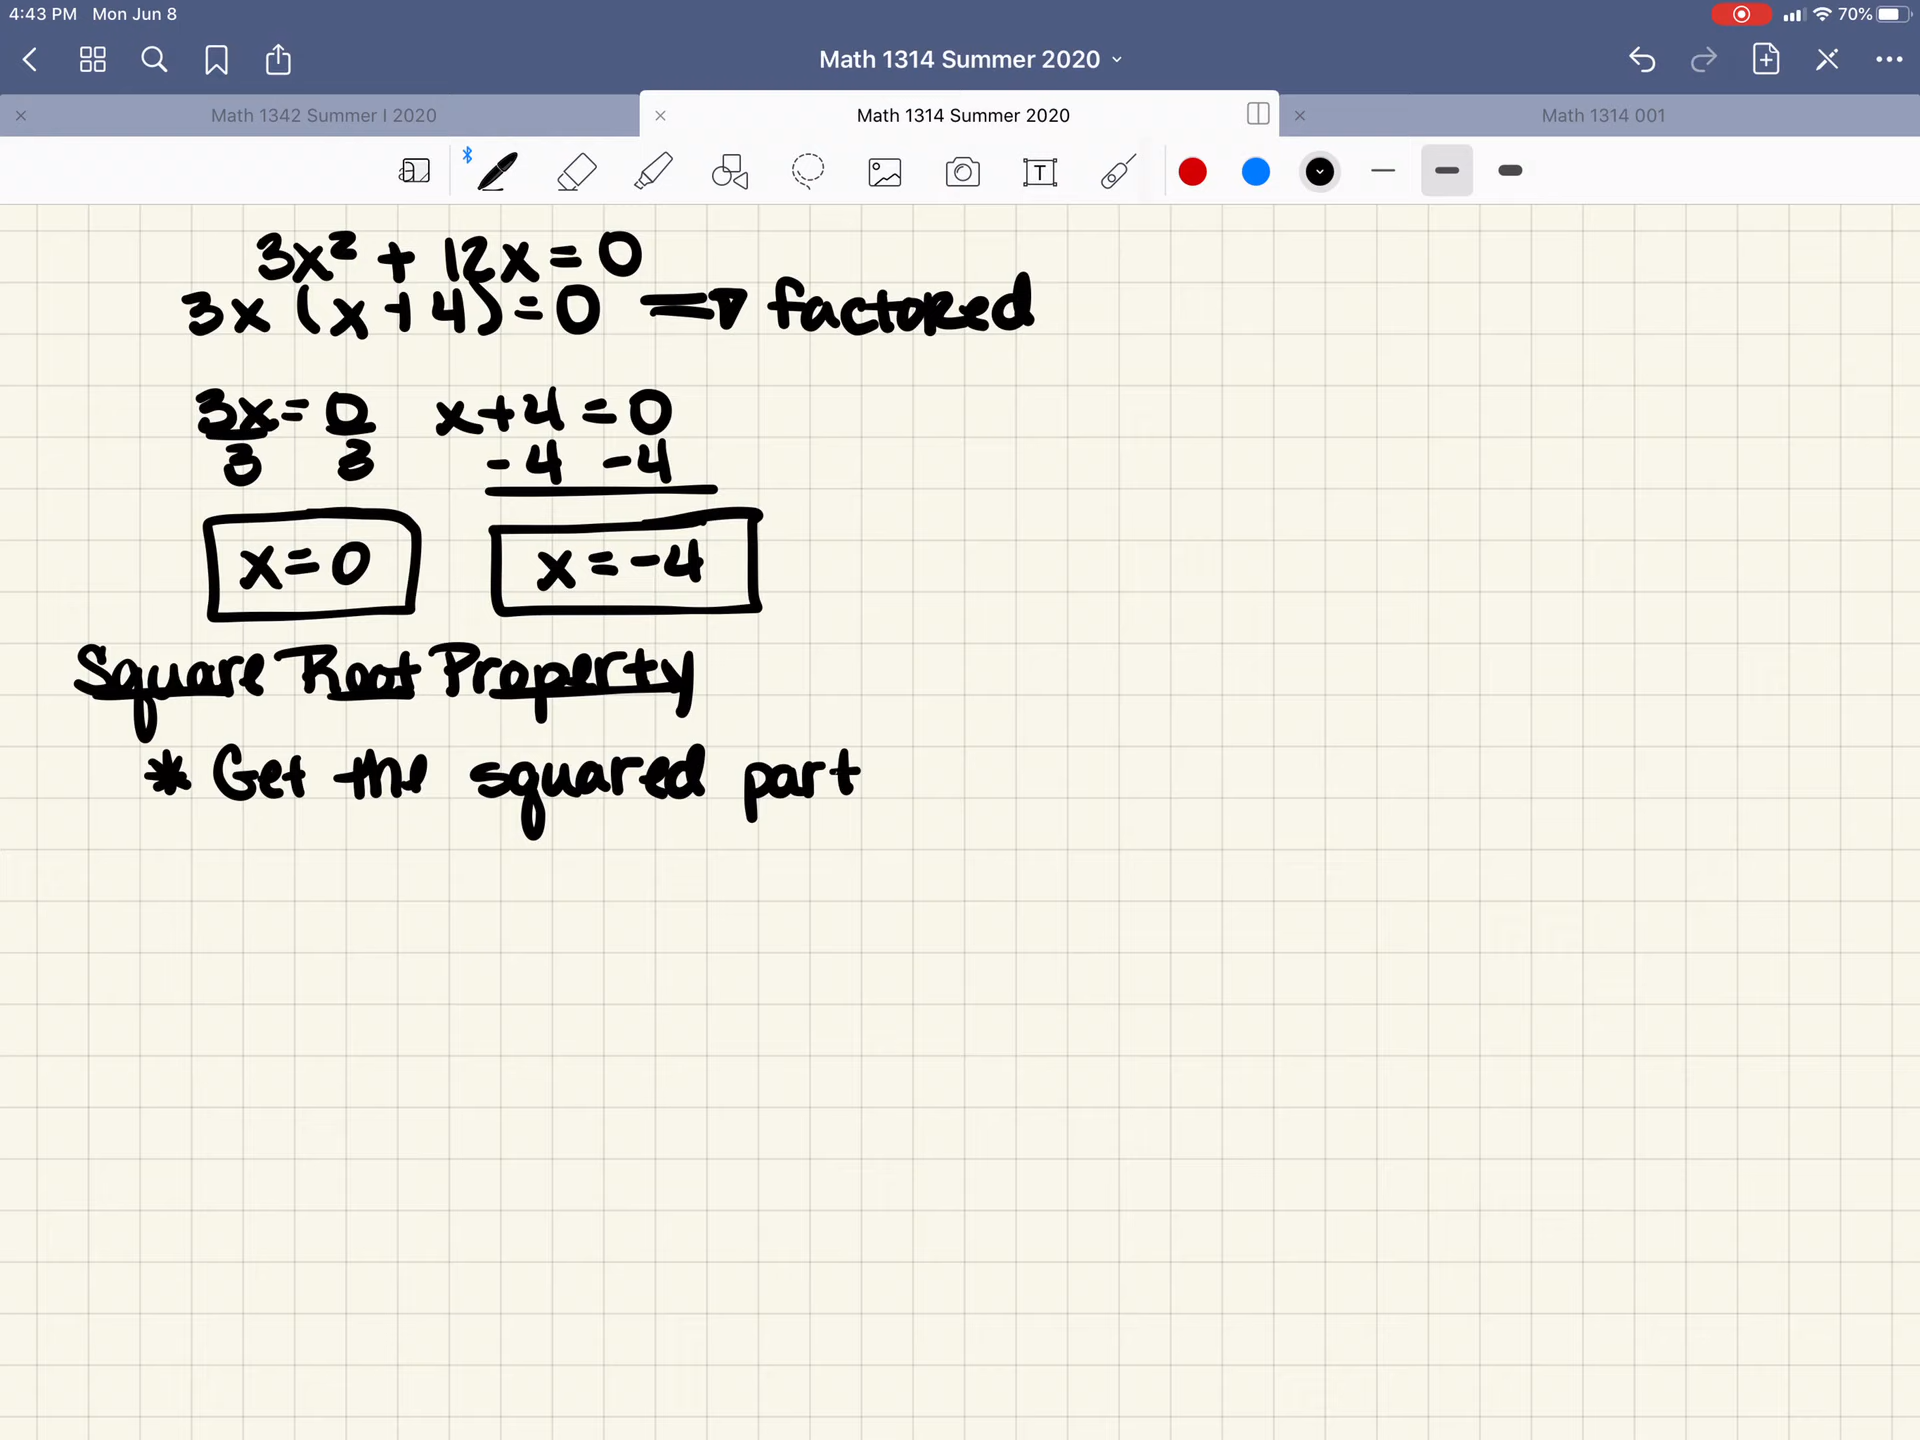 4:43 PM Mon Jun 8
70%
Math 1314 Summer 2020
Math 1342 Summer I 2020
Math 1314 Summer 2020
Math 1314 001
3x² + 12x = 0
3x (x + 4) = 0 ⇒ factored
3x = 0 x + 4 = 0
3 3 - 4 - 4
x = 0 x = -4
Square Root Property
* Get the squared part